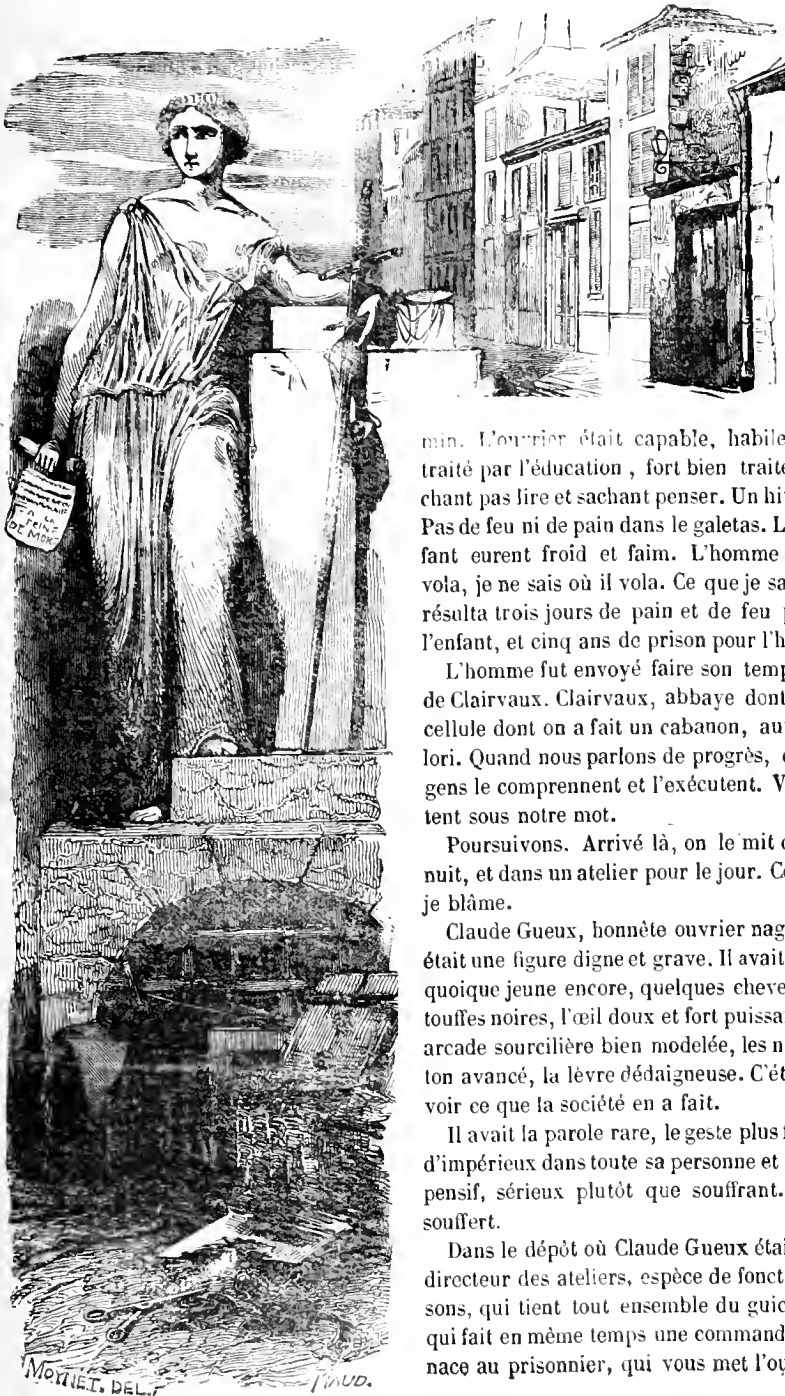 A LA
REINE
DE MOR
min. L'ouvrier était capable, habile
traité par l'éducation , fort bien traité
chant pas lire et sachant penser. Un hi
Pas de feu ni de pain dans le galetas. L
fant eurent froid et faim. L'homme
vola, je ne sais où il vola. Ce que je sa
résulta trois jours de pain et de feu p
l'enfant, et cinq ans de prison pour l'h
L'homme fut envoyé faire son temp
de Clairvaux. Clairvaux, abbaye dont
cellule dont on a fait un cabanon, au
lori. Quand nous parlons de progrès, c
gens le comprennent et l'exécutent. V
tent sous notre mot.
Poursuivons. Arrivé là, on le mit d
nuit, et dans un atelier pour le jour. Ce
je blâme.
Claude Gueux, honnête ouvrier nag
était une figure digne et grave. Il avait
quoique jeune encore, quelques cheve
touffes noires, l'œil doux et fort puissa
arcade sourcilière bien modelée, les n
ton avancé, la lèvre dédaigneuse. C'ét
voir ce que la société en a fait.
Il avait la parole rare, le geste plus f
d'impérieux dans toute sa personne et
pensif, sérieux plutôt que souffrant.
souffert.
Dans le dépôt où Claude Gueux étai
directeur des ateliers, espèce de fonct
sons, qui tient tout ensemble du guic
qui fait en même temps une command
nace au prisonnier, qui vous met l'ou
MOYNET. DEL.
PIAUD.